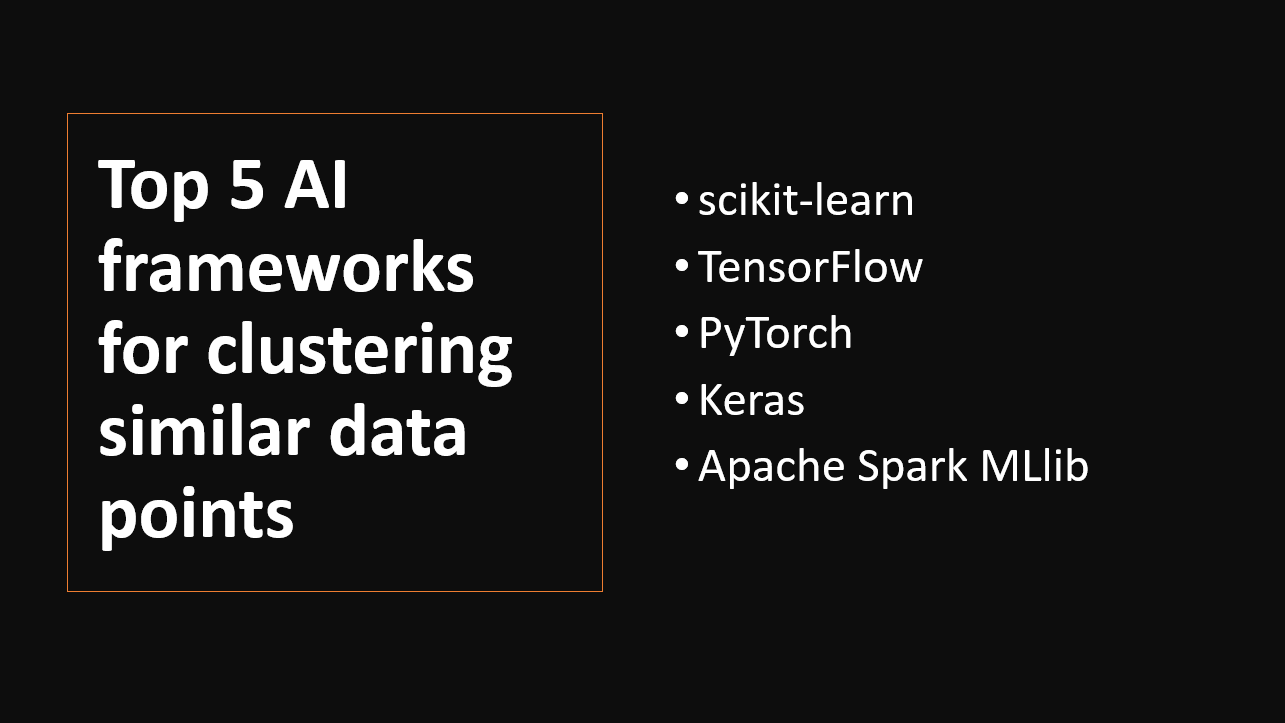 Top 5 AI
frameworks
for clustering
similar data
points
• scikit-learn
• TensorFlow
• PyTorch
• Keras
• Apache Spark MLlib